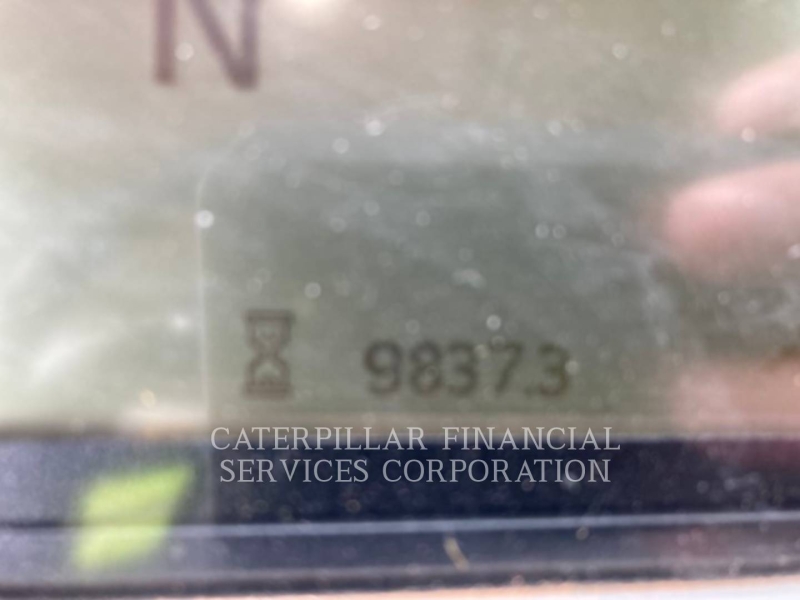 N
9837.3
CATERPILLAR FINANCIAL
SERVICES CORPORATION